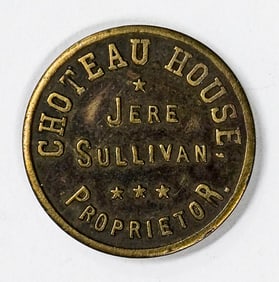 CHOTEAU HOUSE,
JERE
SULLIVAN,
PROPRIETOR.